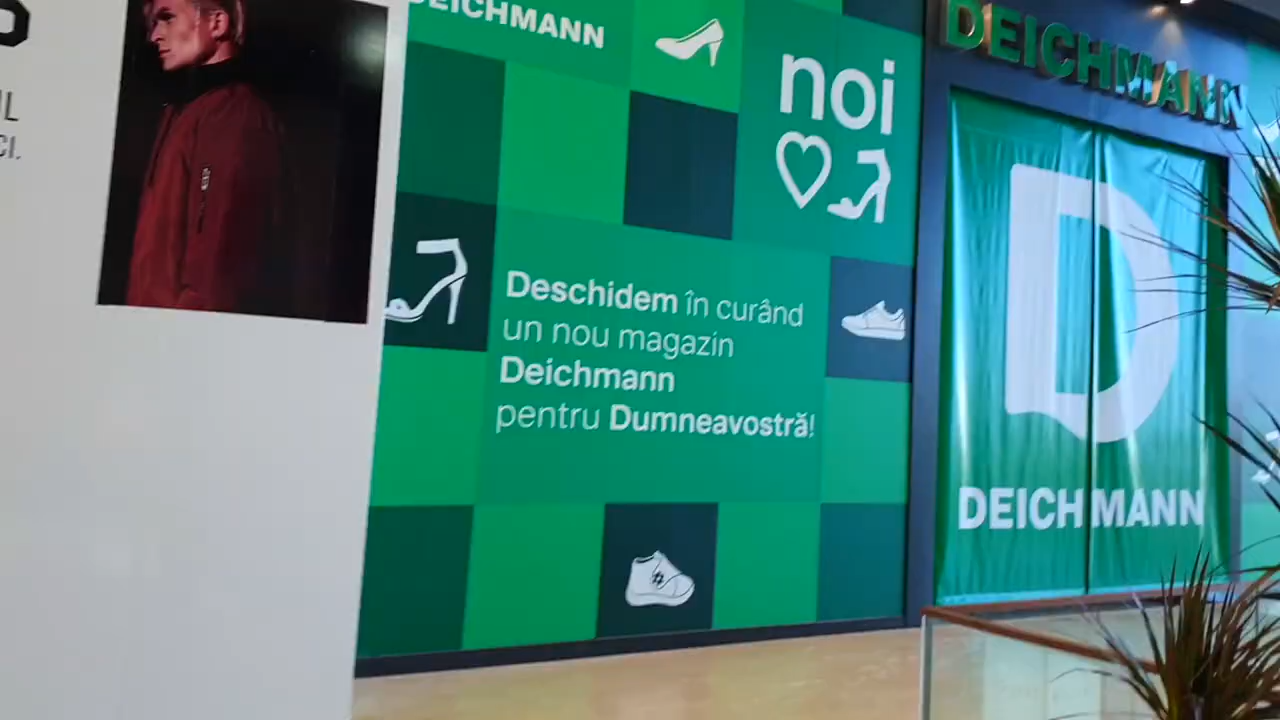 DEICHMANN
noi
Deschidem în curând
un nou magazin
Deichmann
pentru Dumneavostră!
DEICHMANN
D
DEICHMANN